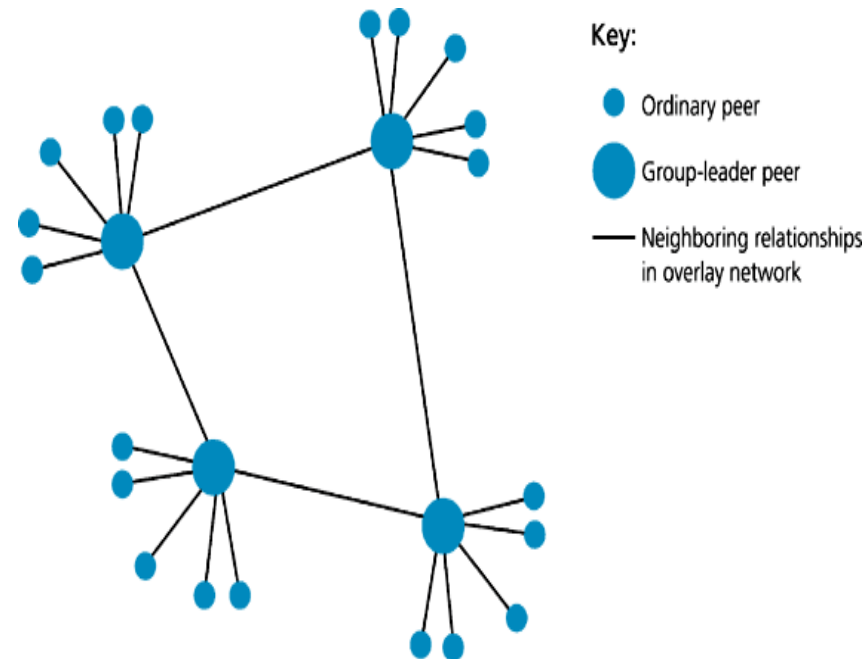 Key:
Ordinary peer
Group-leader peer
Neighboring relationships
in overlay network